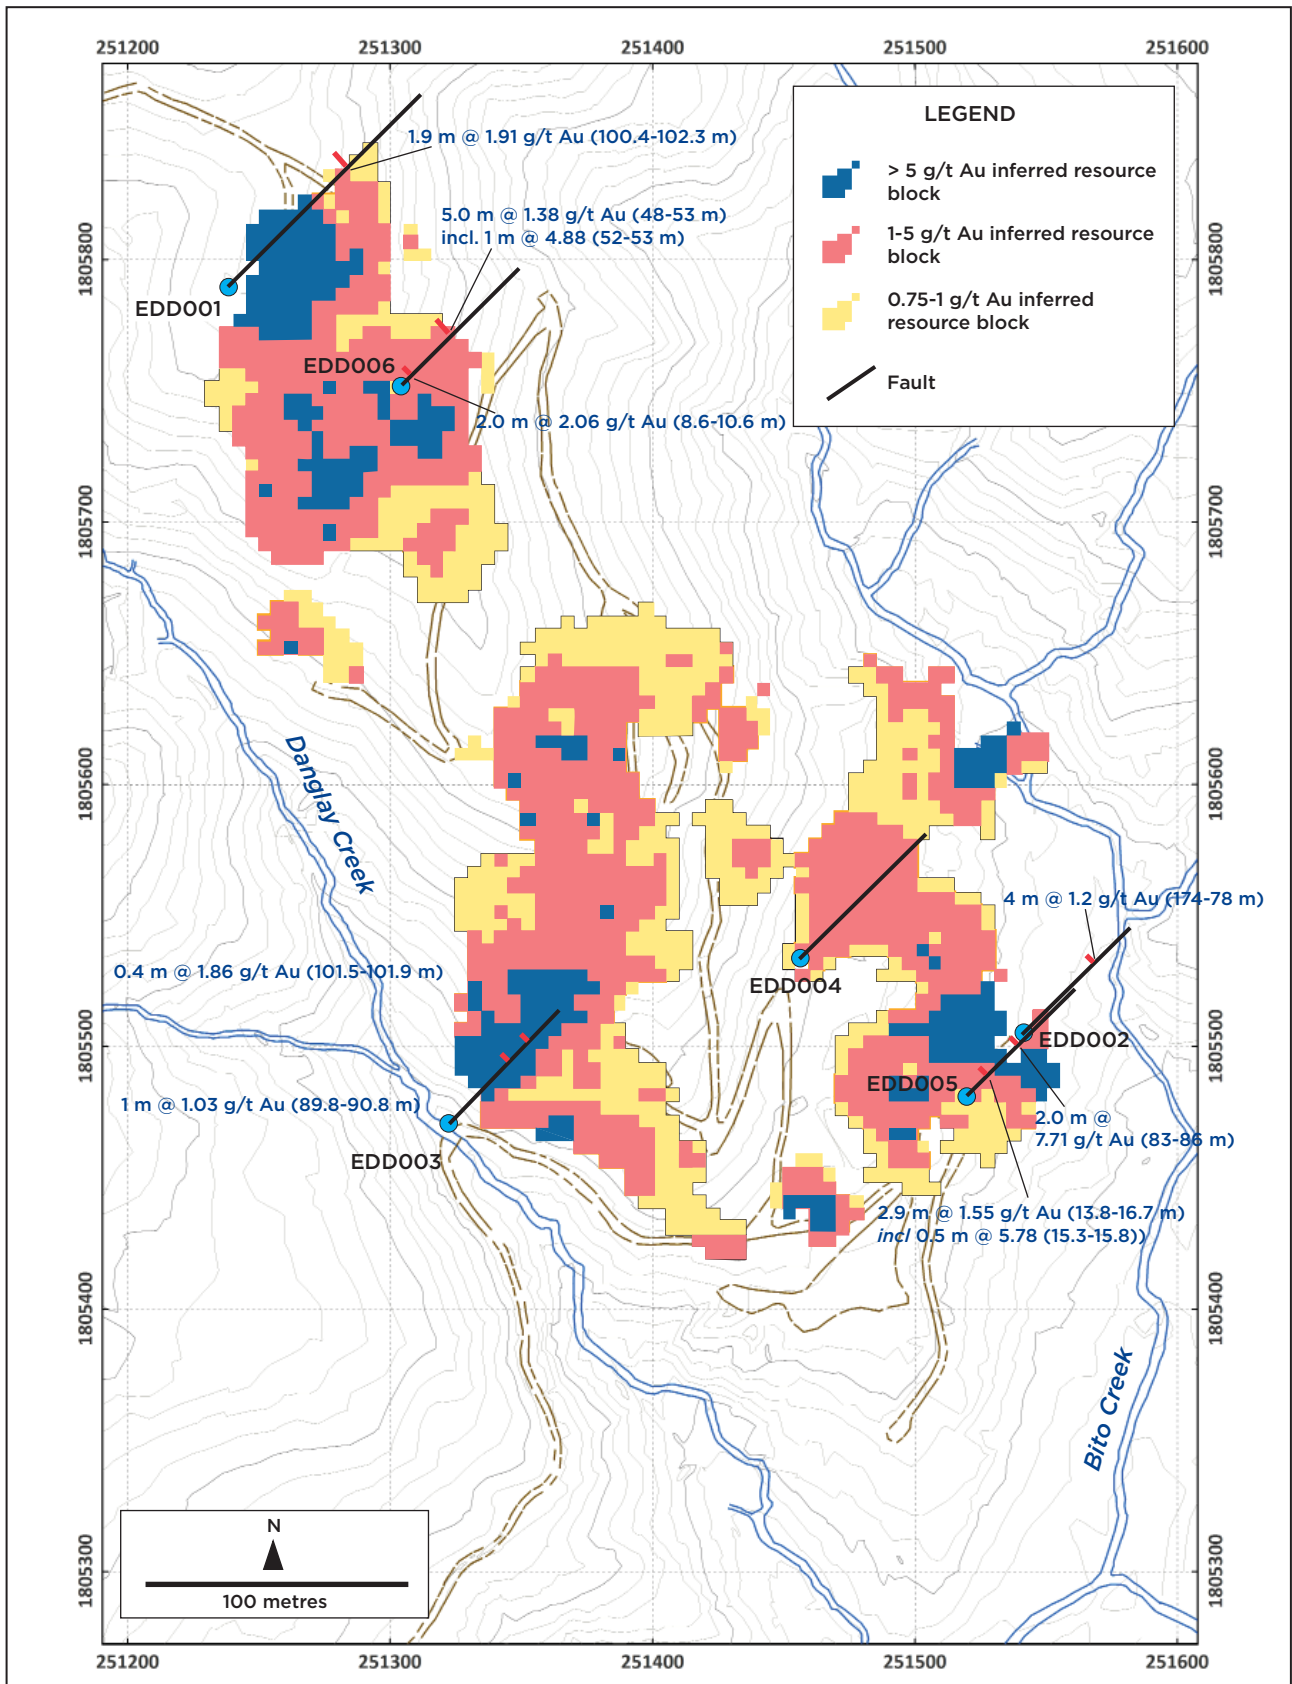 251200
251300
251400
251500
251600
LEGEND
> 5 g/t Au inferred resource
block
1-5 g/t Au inferred resource
block
0.75-1 g/t Au inferred
resource block
Fault
1.9 m @ 1.91 g/t Au (100.4-102.3 m)
5.0 m @ 1.38 g/t Au (48-53 m)
incl. 1 m @ 4.88 (52-53 m)
1805800
1805800
EDD001
EDD006
2.0 m @ 2.06 g/t Au (8.6-10.6 m)
1805700
1805700
Danglay Creek
1805600
1805600
4 m @ 1.2 g/t Au (174-78 m)
0.4 m @ 1.86 g/t Au (101.5-101.9 m)
EDD004
1805500
1805500
EDD002
EDD005
1 m @ 1.03 g/t Au (89.8-90.8 m)
2.0 m @
7.71 g/t Au (83-86 m)
EDD003
2.9 m @ 1.55 g/t Au (13.8-16.7 m)
incl 0.5 m @ 5.78 (15.3-15.8))
1805400
1805400
Bito Creek
1805300
1805300
N
100 metres
251200
251300
251400
251500
251600